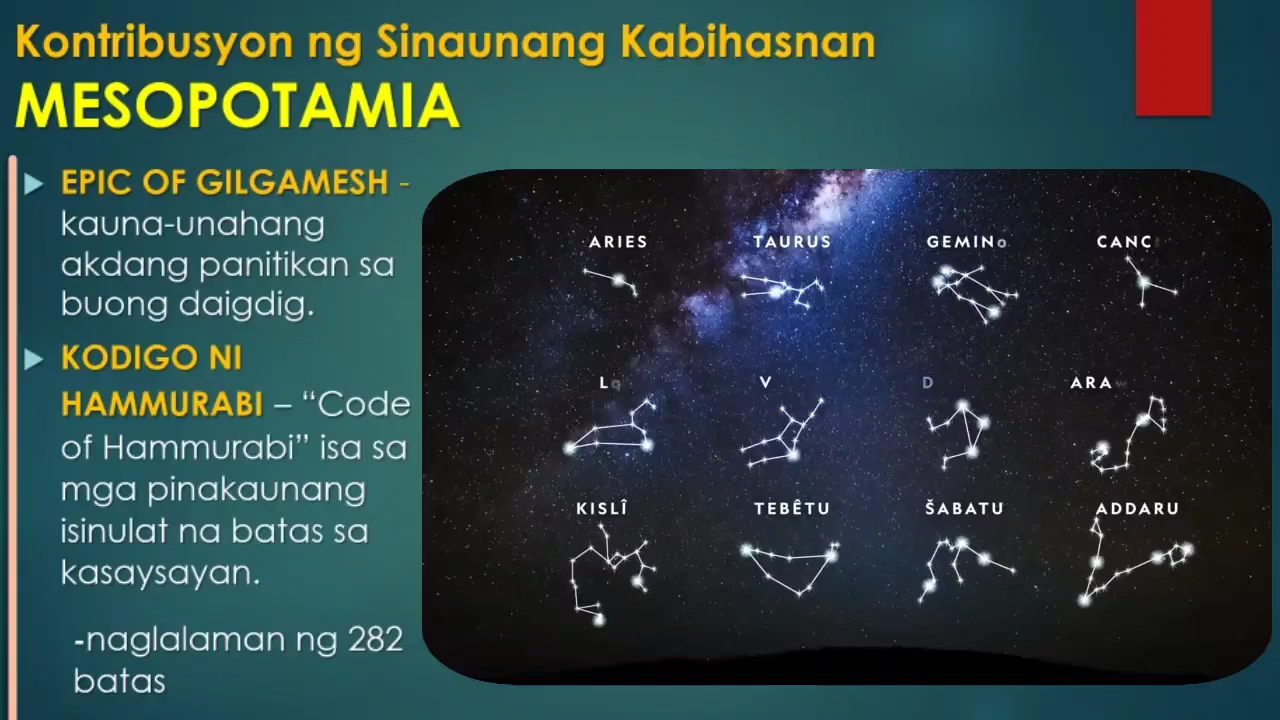 Kontribusyon ng Sinaunang Kabihasnan
MESOPOTAMIA
EPIC OF GILGAMESH -
kauna-unahang
akdang panitikan sa
buong daigdig.
KODIGO NI
HAMMURABI – “Code
of Hammurabi” isa sa
mga pinakaunang
isinulat na batas sa
kasaysayan.
-naglalaman ng 282
batas
ARIES TAURUS GEMIN CANC
L V D ARA
KISLÎ TEBÊTU ŠABATU ADDARU